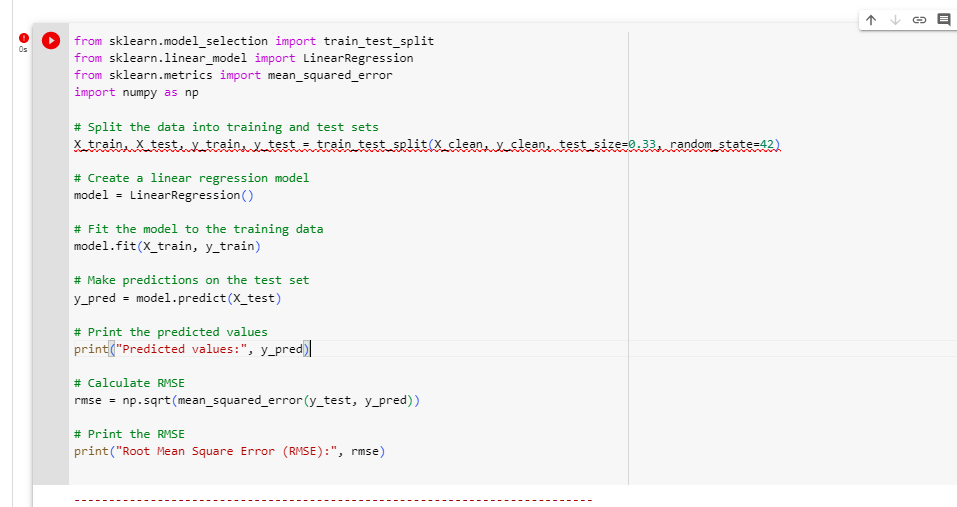 0s
from sklearn.model_selection import train_test_split
from sklearn.linear_model import LinearRegression
from sklearn.metrics import mean_squared_error
import numpy as np
# Split the data into training and test sets
X_train, X_test, y_train, y_test = train_test_split(X_clean, y_clean, test_size=0.33, random_state=42)
# Create a linear regression model
model = LinearRegression()
# Fit the model to the training data
model.fit(X_train, y_train)
# Make predictions on the test set
y_pred = model.predict(X_test)
# Print the predicted values
print("Predicted values:", y_pred)
# Calculate RMSE
rmse = np.sqrt(mean_squared_error(y_test, y_pred))
# Print the RMSE
print("Root Mean Square Error (RMSE):", rmse)
---------------------------------------------------------------------------